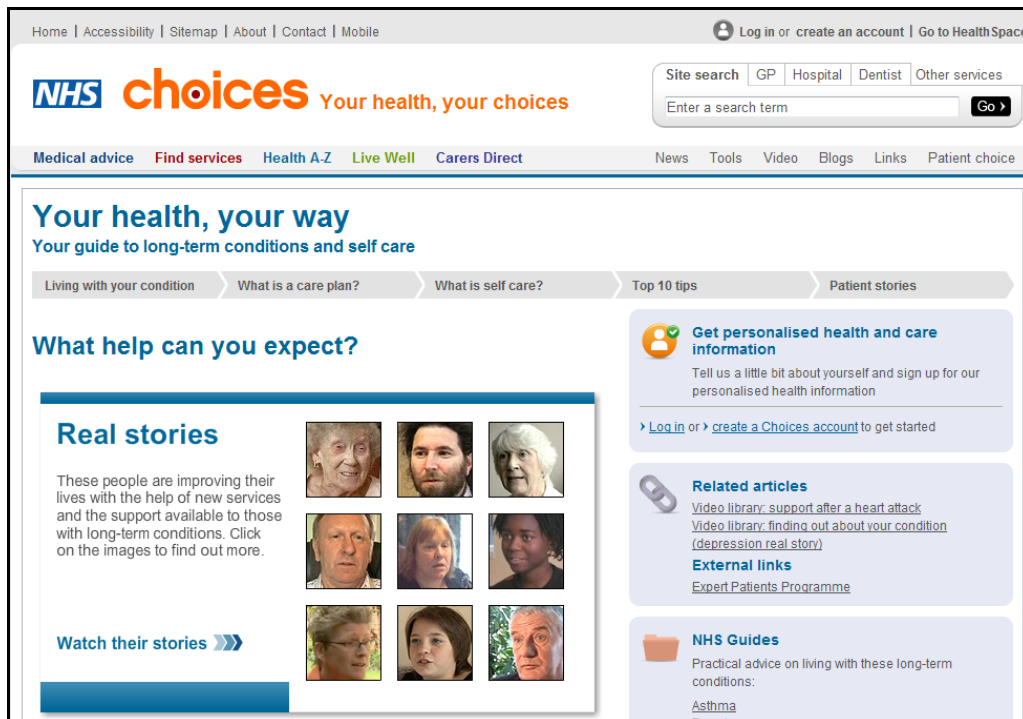 Home | Accessibility | Sitemap | About | Contact | Mobile
Log in or create an account | Go to HealthSpace
NHS choices Your health, your choices
Site search GP Hospital Dentist Other services
Enter a search term Go ›
Medical advice Find services Health A-Z Live Well Carers Direct
News Tools Video Blogs Links Patient choice
Your health, your way
Your guide to long-term conditions and self care
Living with your condition What is a care plan? What is self care? Top 10 tips Patient stories
What help can you expect?
Real stories
These people are improving their
lives with the help of new services
and the support available to those
with long-term conditions. Click
on the images to find out more.
Watch their stories
Get personalised health and care
information
Tell us a little bit about yourself and sign up for our
personalised health information
› Log in or › create a Choices account to get started
Related articles
Video library: support after a heart attack
Video library: finding out about your condition
(depression real story)
External links
Expert Patients Programme
NHS Guides
Practical advice on living with these long-term
conditions:
Asthma